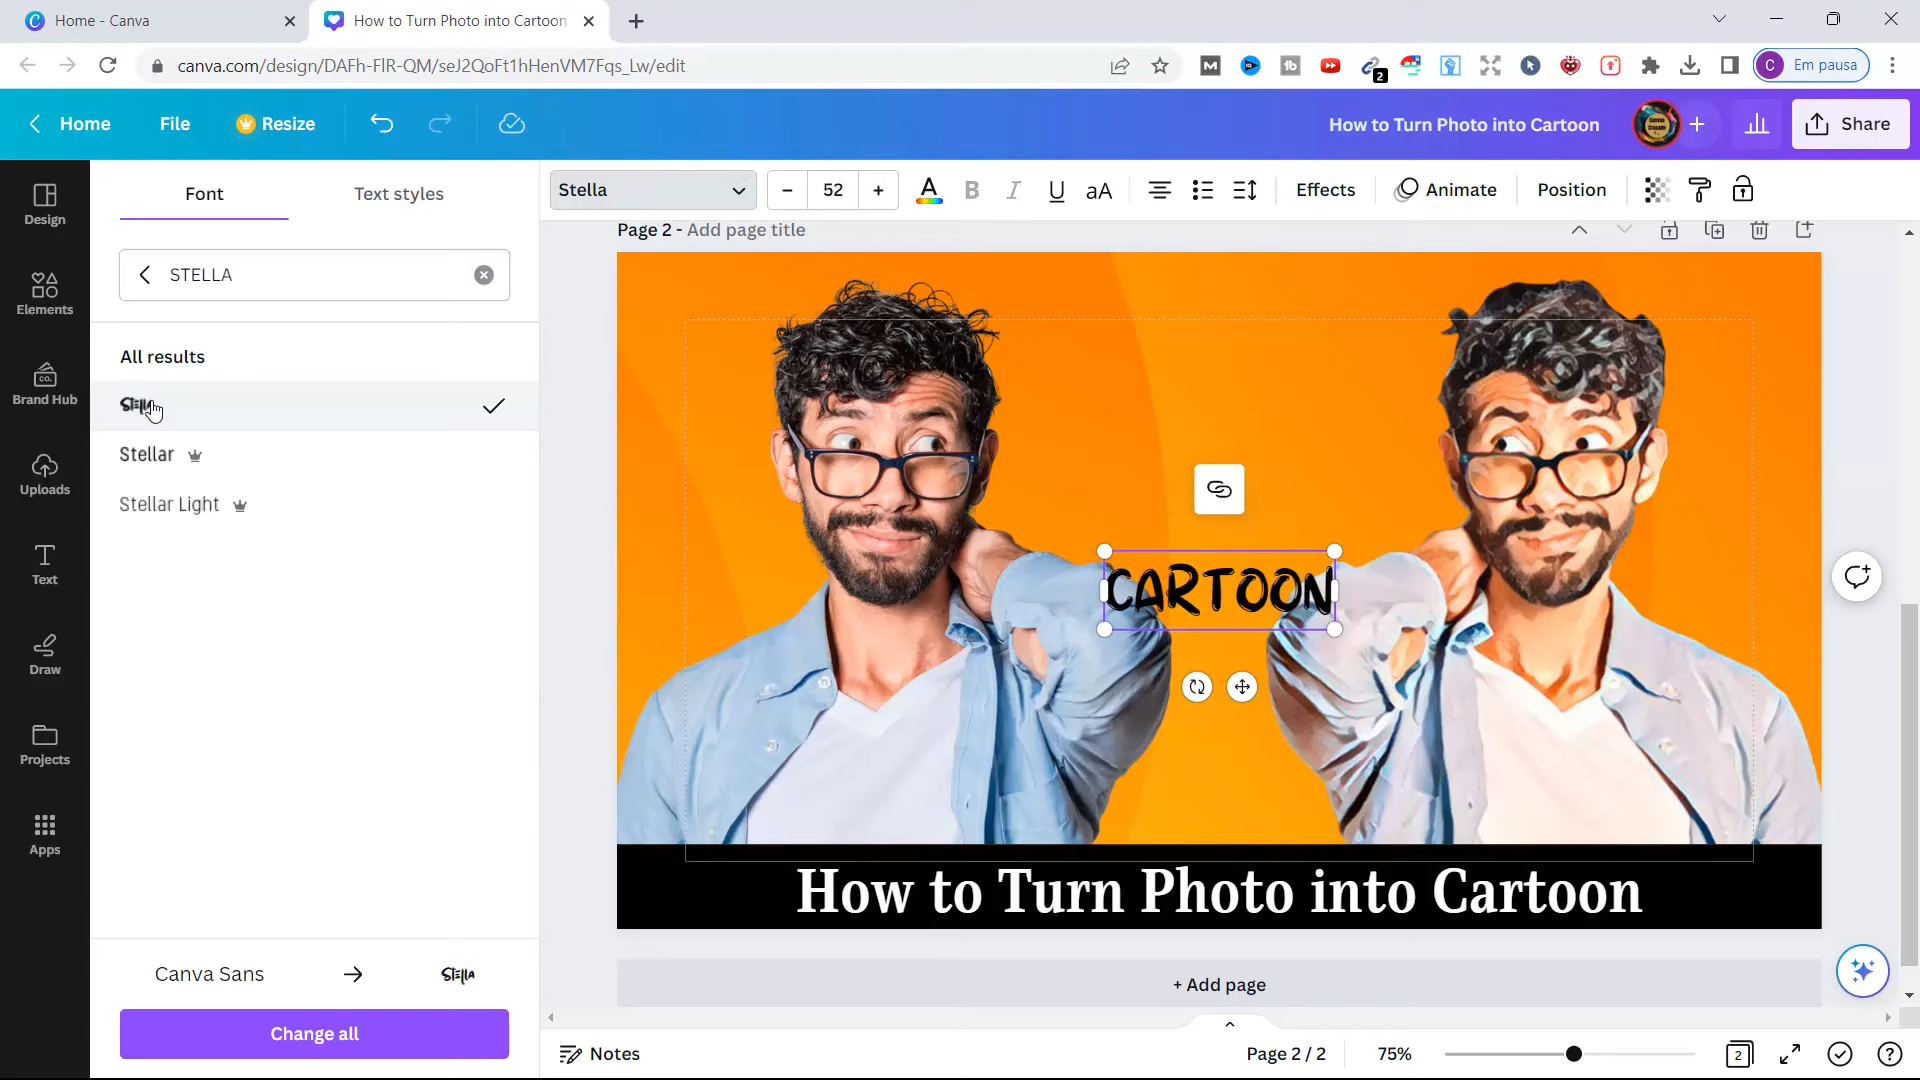 Home - Canva
How to Turn Photo into Cartoon
canva.com/design/DAFh-FlR-QM/seJ2QoFt1hHenVM7Fqs_Lw/edit
2
C Em pausa
Home
File
Resize
How to Turn Photo into Cartoon
Share
Design
Elements
Brand Hub
Uploads
Text
Draw
Projects
Apps
Font
Text styles
STELLA
All results
Stella
Stellar
Stellar Light
Canva Sans
Stella
Change all
Stella
- 52 +
A B I U aA
Effects
Animate
Position
Page 2 - Add page title
CARTOON
How to Turn Photo into Cartoon
+ Add page
Notes
Page 2 / 2
75%
2